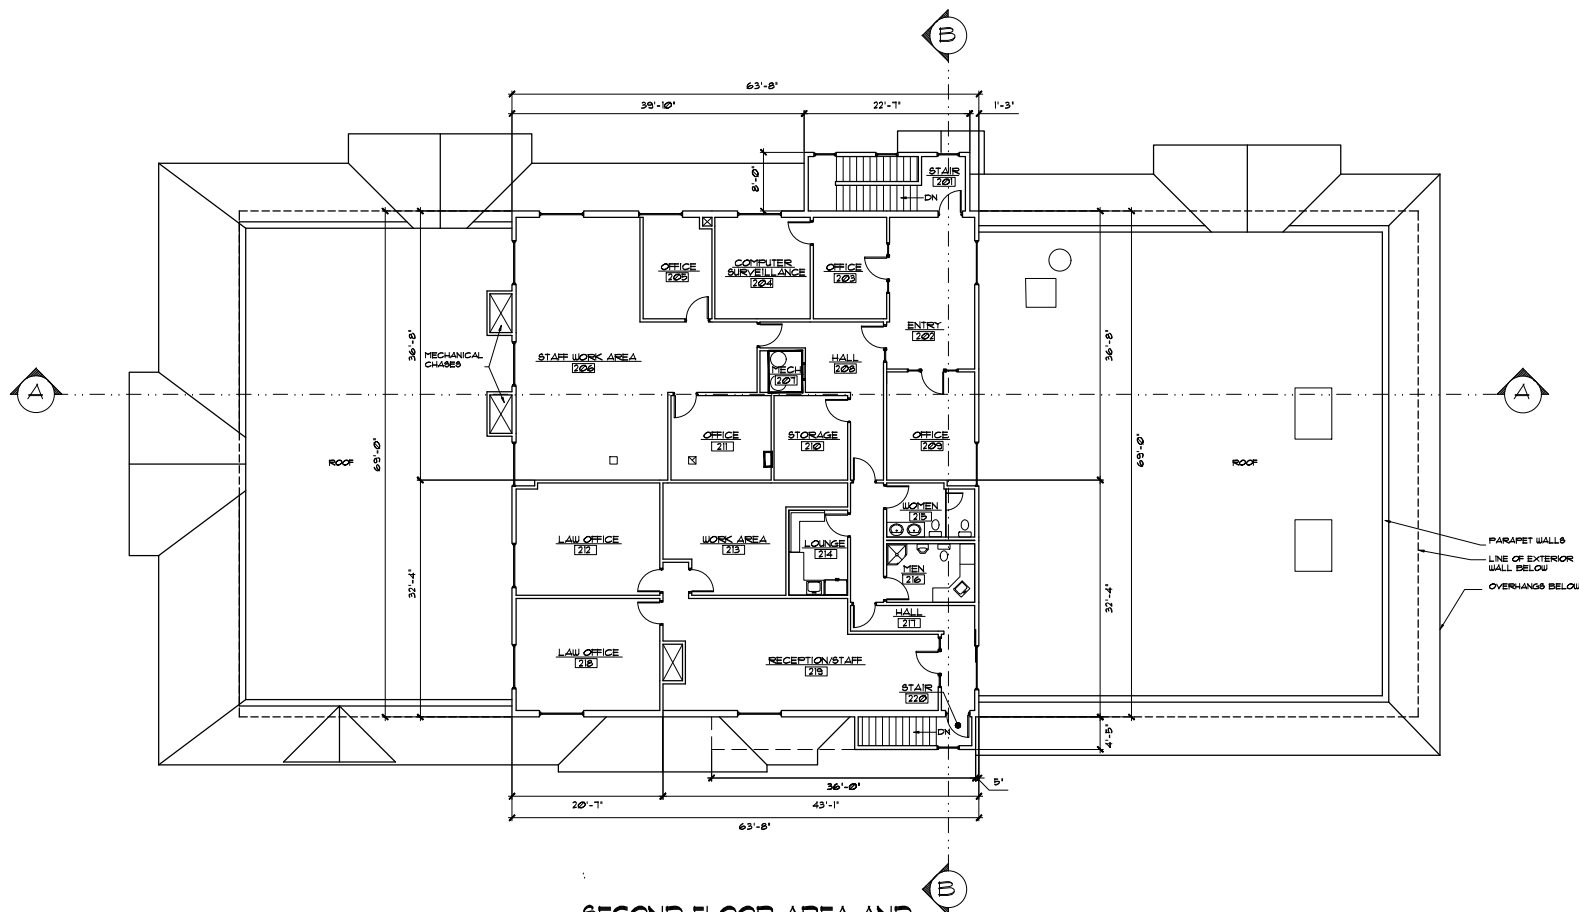 B
63'-8"
39'-10"
22'-7"
1'-3"
8'-0"
STAIR
201
DN
OFFICE
205
COMPUTER
SURVEILLANCE
204
OFFICE
203
ENTRY
202
36'-8"
MECHANICAL
CHASES
STAFF WORK AREA
206
MECH
207
HALL
208
36'-8"
A
A
ROOF
69'-0"
OFFICE
211
STORAGE
210
OFFICE
209
69'-0"
ROOF
WOMEN
215
LAW OFFICE
212
WORK AREA
213
LOUNGE
214
MEN
216
PARAPET WALLS
LINE OF EXTERIOR
WALL BELOW
OVERHANGS BELOW
32'-4"
32'-4"
HALL
217
LAW OFFICE
218
RECEPTION/STAFF
219
STAIR
220
DN
4'-5"
36'-0"
5"
20'-7"
43'-1"
63'-8"
B
SECOND FLOOR AREA AND